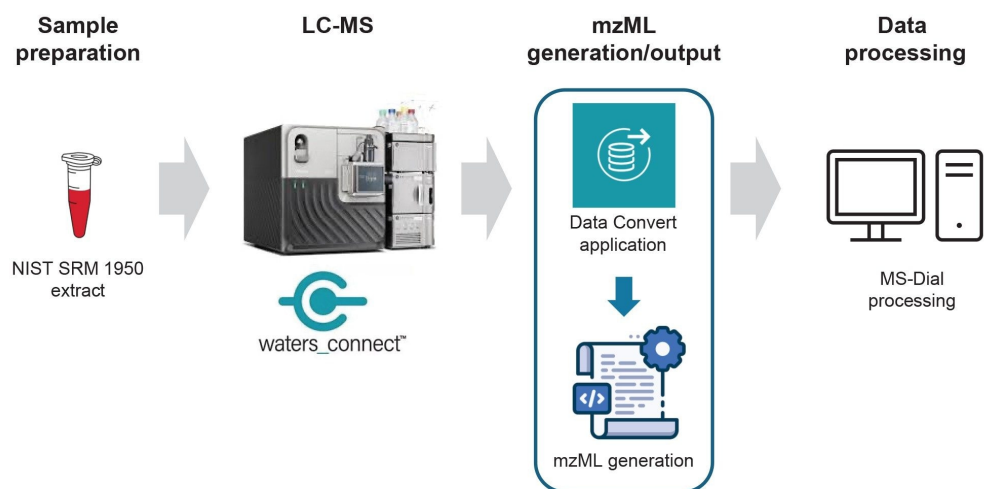 Sample
preparation
LC-MS
mzML
generation/output
Data
processing
NIST SRM 1950
extract
waters_connect™
Data Convert
application
</>
mzML generation
MS-Dial
processing